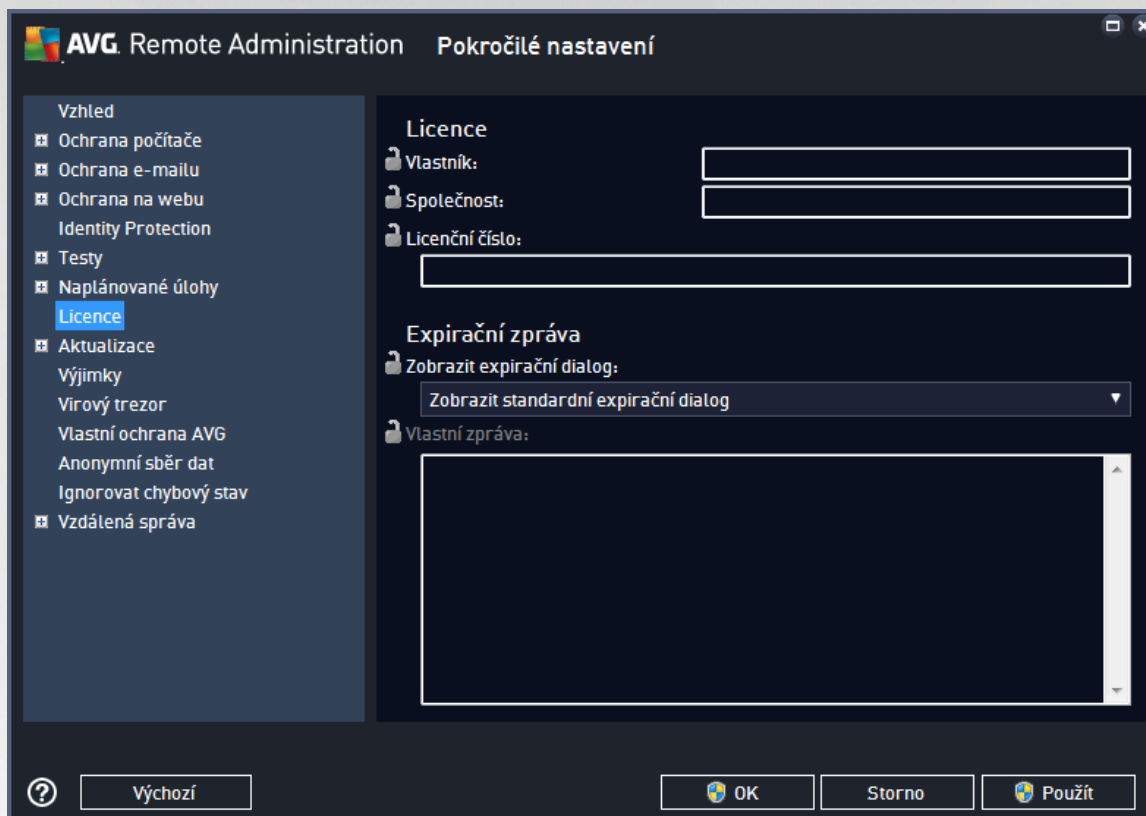 AVG. Remote Administration Pokročilé nastavení
Vzhled
Ochrana počítače
Ochrana e-mailu
Ochrana na webu
Identity Protection
Testy
Naplánované úlohy
Licence
Aktualizace
Výjimky
Virový trezor
Vlastní ochrana AVG
Anonymní sběr dat
Ignorovat chybový stav
Vzdálená správa
Licence
Vlastník:
Společnost:
Licenční číslo:
Expirační zpráva
Zobrazit expirační dialog:
Zobrazit standardní expirační dialog
Vlastní zpráva:
? Výchozí OK Storno Použít